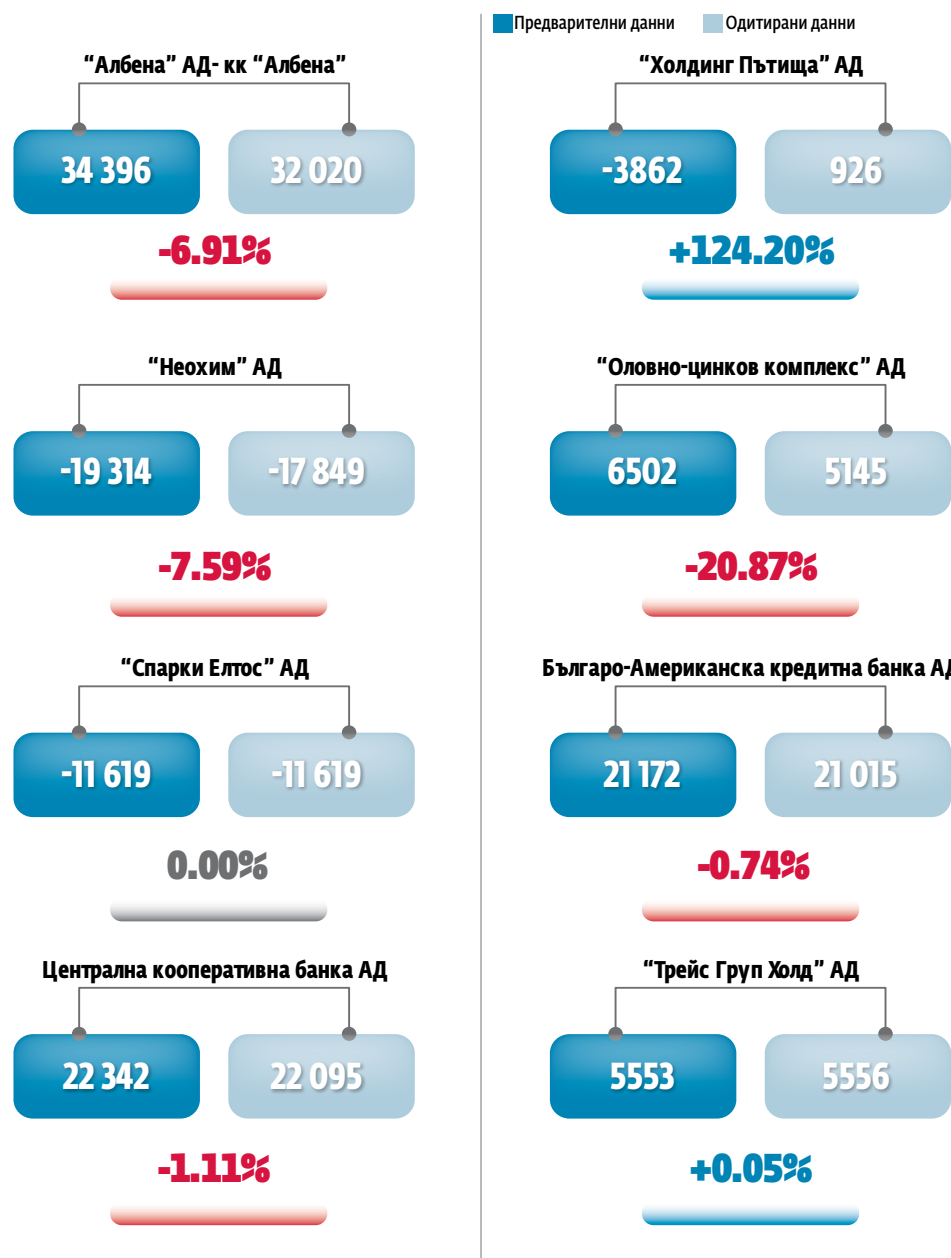 Предварителни данни
Одитирани данни
“Албена” АД- кк “Албена”
34 396
32 020
-6.91%
“Неохим” АД
-19 314
-17 849
-7.59%
“Спарки Елтос” АД
-11 619
-11 619
0.00%
Централна кооперативна банка АД
22 342
22 095
-1.11%
“Холдинг Пътища” АД
-3862
926
+124.20%
“Оловно-цинков комплекс” АД
6502
5145
-20.87%
Българо-Американска кредитна банка АД
21 172
21 015
-0.74%
“Трейс Груп Холд” АД
5553
5556
+0.05%